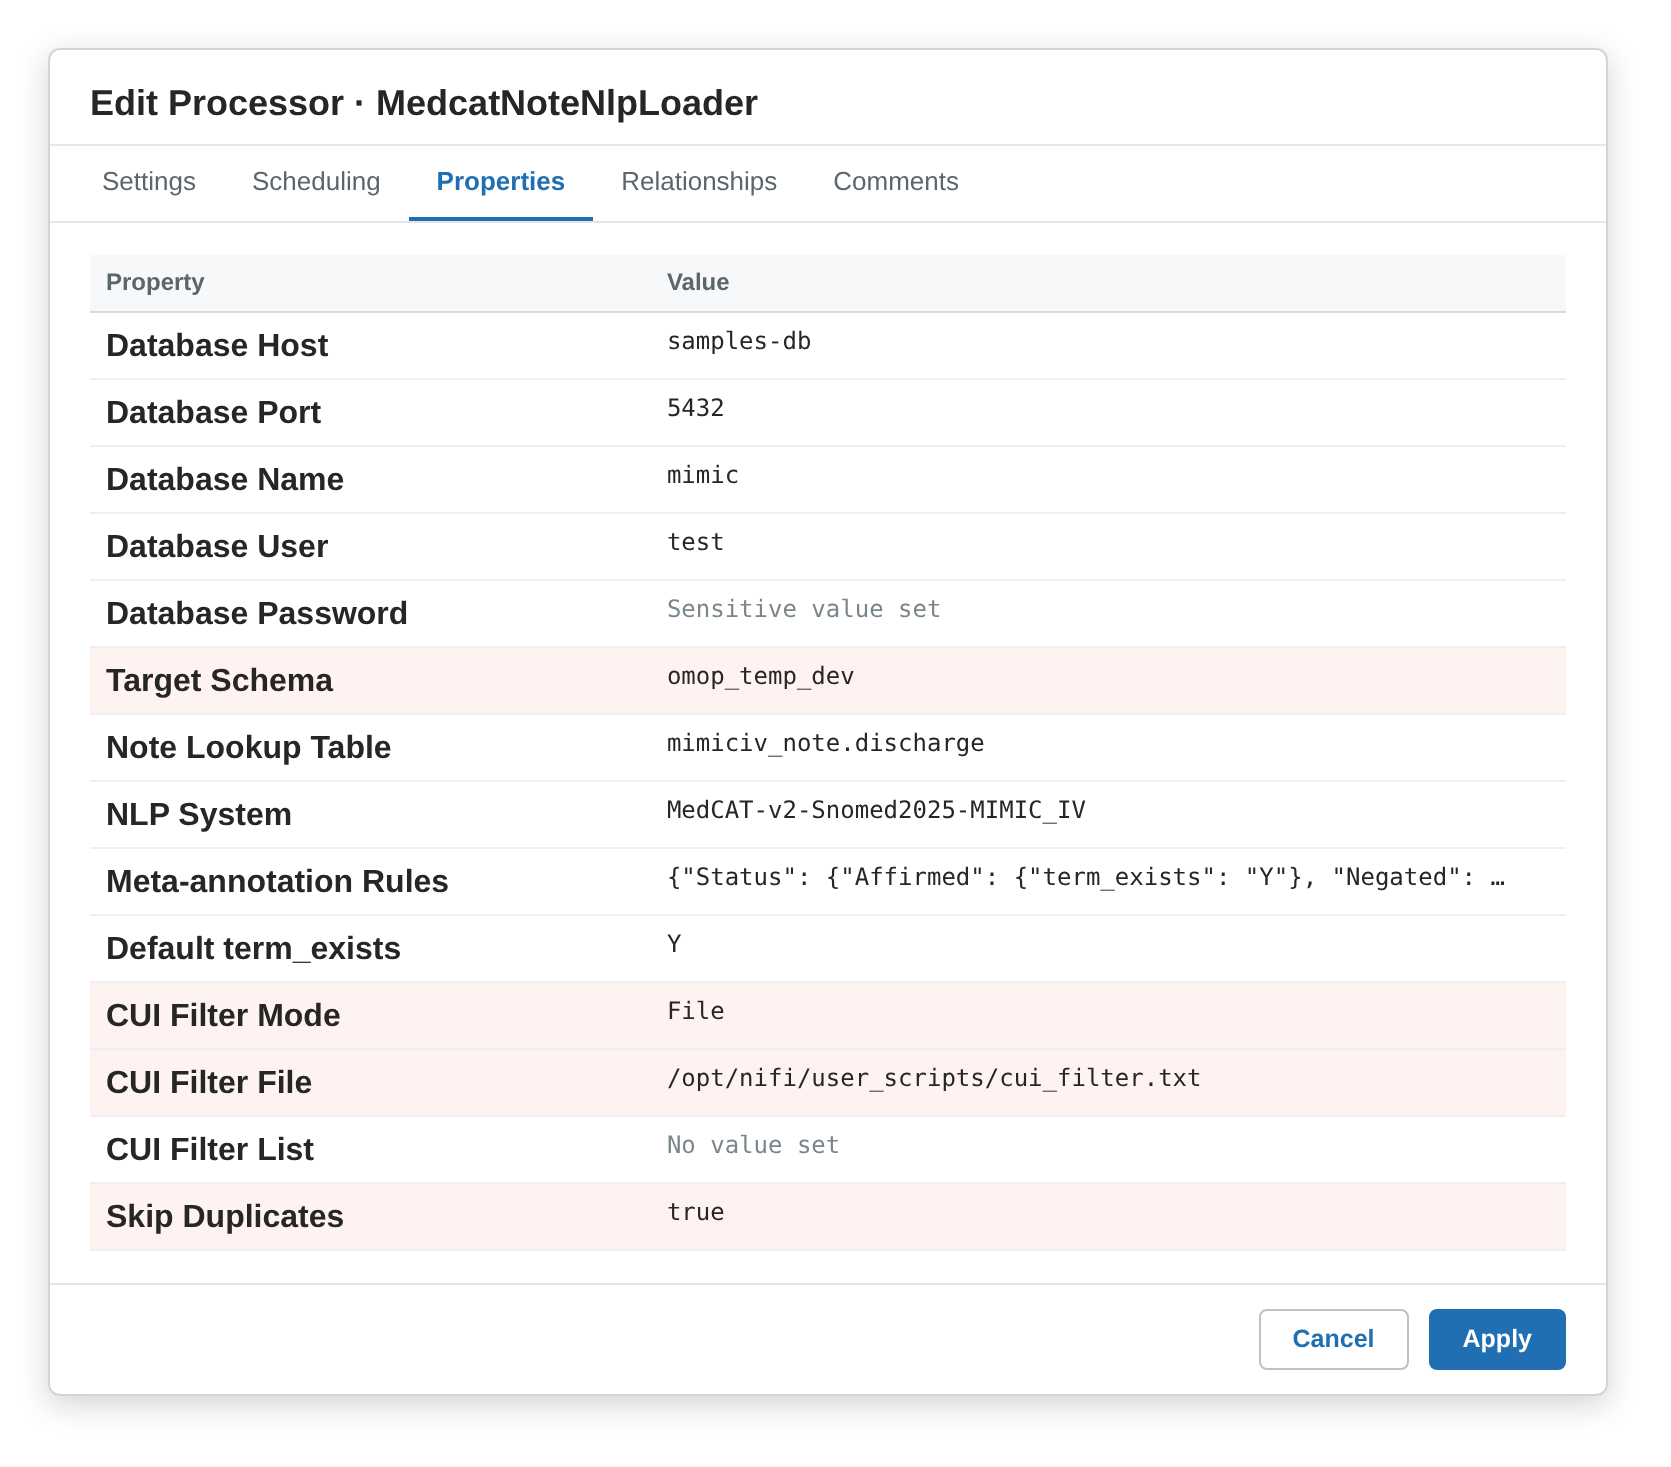 Edit Processor · MedcatNoteNlpLoader
Settings Scheduling Properties Relationships Comments
Property Value
Database Host samples-db
Database Port 5432
Database Name mimic
Database User test
Database Password Sensitive value set
Target Schema omop_temp_dev
Note Lookup Table mimiciv_note.discharge
NLP System MedCAT-v2-Snomed2025-MIMIC_IV
Meta-annotation Rules {"Status": {"Affirmed": {"term_exists": "Y"}, "Negated": …
Default term_exists Y
CUI Filter Mode File
CUI Filter File /opt/nifi/user_scripts/cui_filter.txt
CUI Filter List No value set
Skip Duplicates true
Cancel Apply